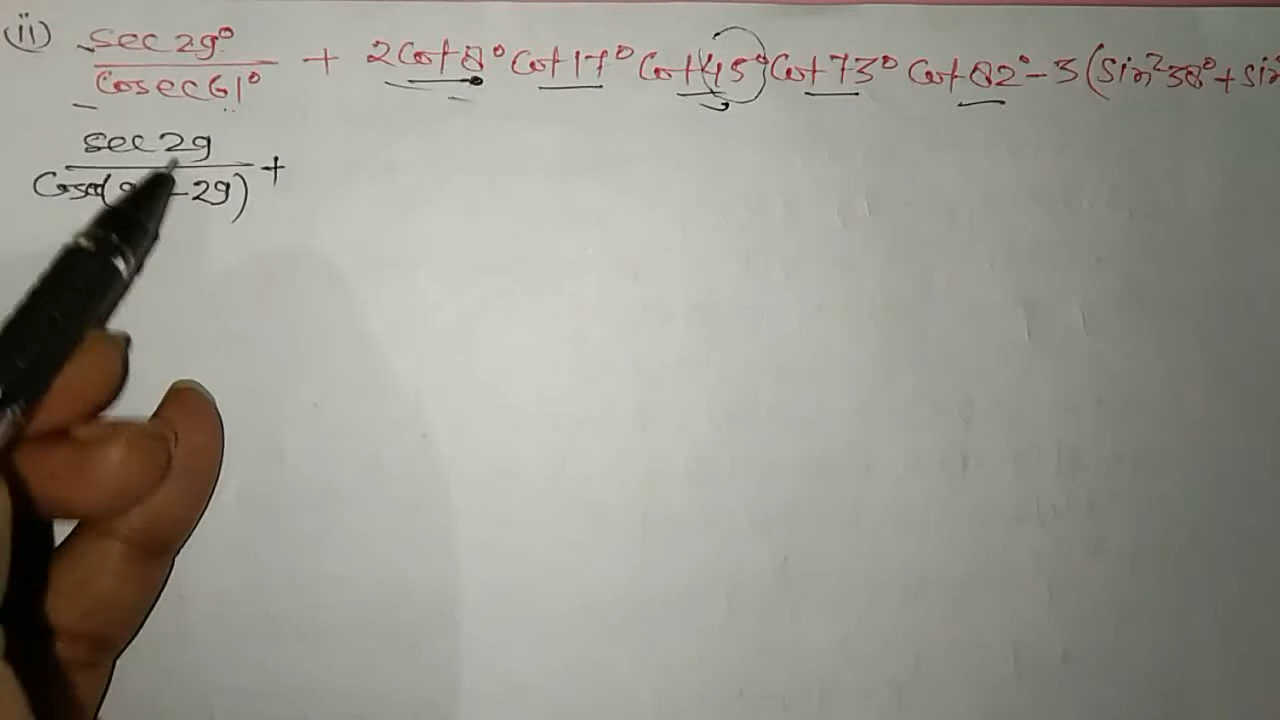 (ii) sec 29° / Cosec 61° + 2 Cot 8° Cot 17° Cot 45° Cot 73° Cot 82° - 3 (Sin² 38° + Sin
sec 29 / Cosec( - 29) +